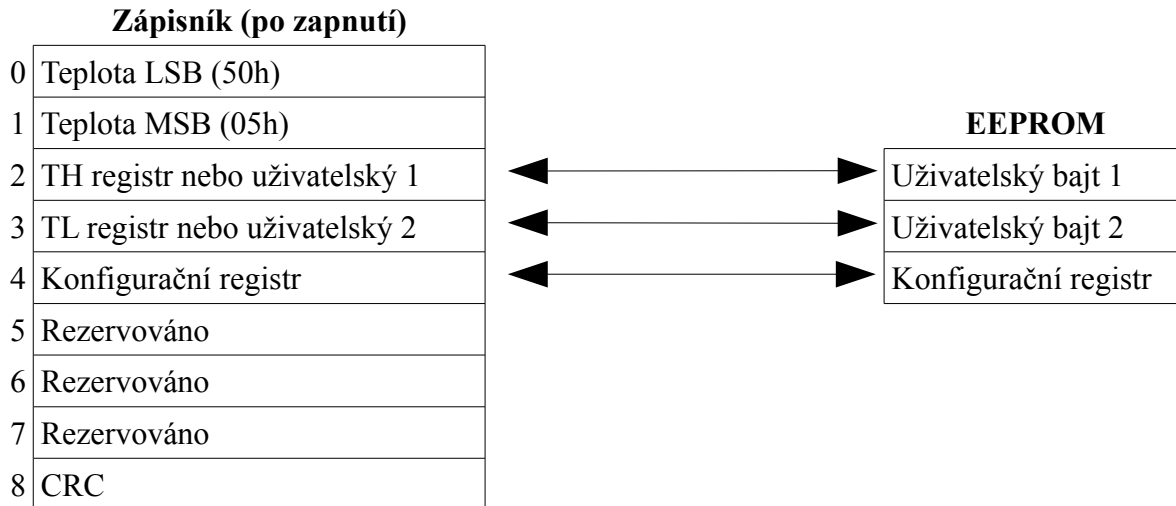 Zápisník (po zapnutí)
0 Teplota LSB (50h)
1 Teplota MSB (05h)
EEPROM
2 TH registr nebo uživatelský 1
Uživatelský bajt 1
3 TL registr nebo uživatelský 2
Uživatelský bajt 2
4 Konfigurační registr
Konfigurační registr
5 Rezervováno
6 Rezervováno
7 Rezervováno
8 CRC